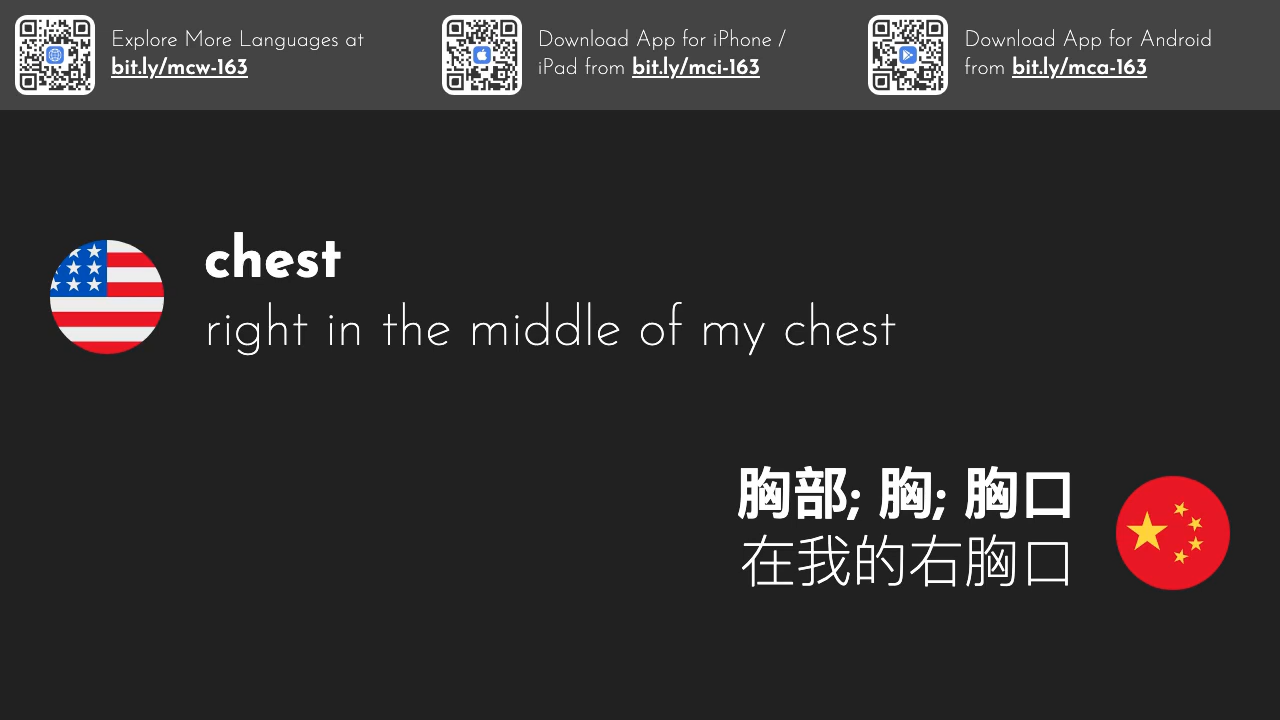 Explore More Languages at
bit.ly/mcw-163
Download App for iPhone /
iPad from bit.ly/mci-163
Download App for Android
from bit.ly/mca-163
chest
right in the middle of my chest
胸部; 胸; 胸口
在我的右胸口